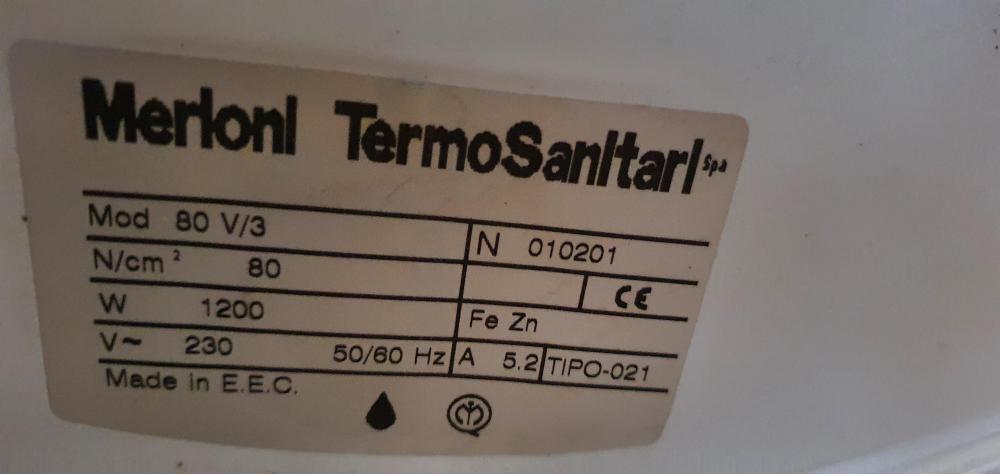 Merloni TermoSanitari Spa
Mod 80 V/3
N 010201
N/cm² 80
CE
W 1200
Fe Zn
V~ 230 50/60 Hz
A 5.2
TIPO-021
Made in E.E.C.